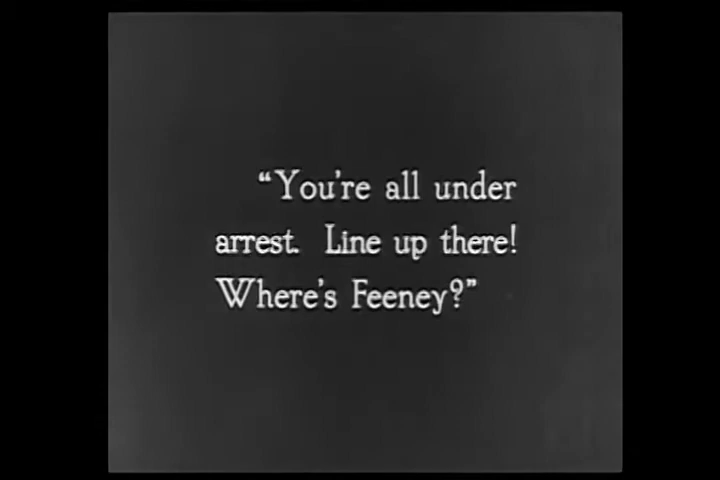 “You're all under
arrest. Line up there!
Where's Feeney?”